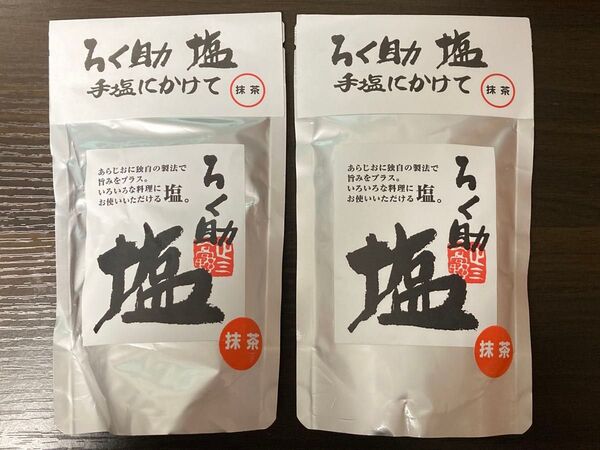 ろく助 塩
手塩にかけて
抹茶
あらじおに独自の製法で
旨みをプラス。
いろいろな料理に
お使いいただける塩。
ろく助
塩
抹茶
ろく助 塩
手塩にかけて
抹茶
あらじおに独自の製法で
旨みをプラス。
いろいろな料理に
お使いいただける塩。
ろく助
塩
抹茶